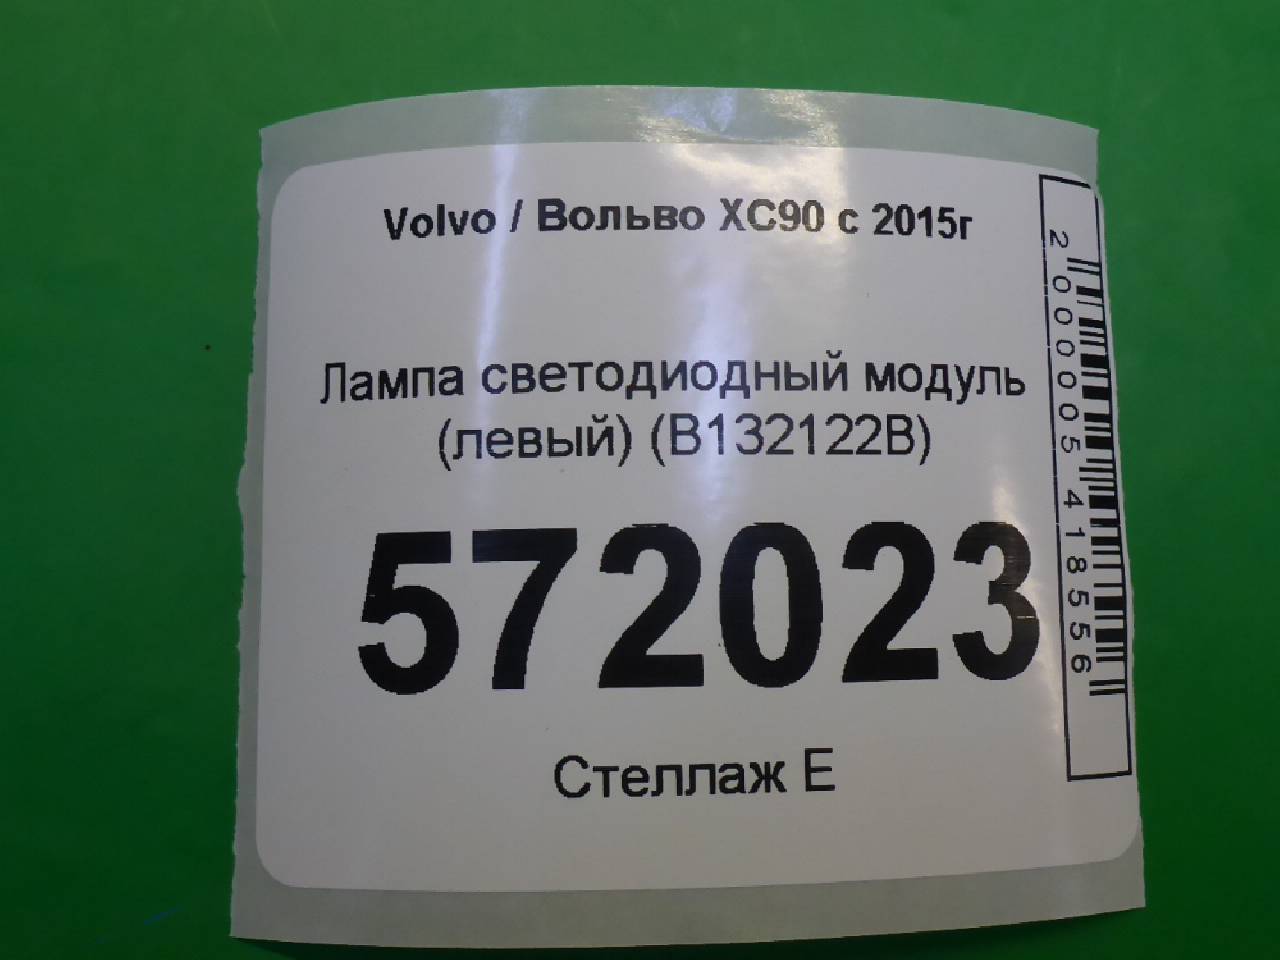 Volvo / Вольво XC90 с 2015г
Лампа светодиодный модуль
(левый) (B132122B)
572023
Стеллаж Е
2000005418556